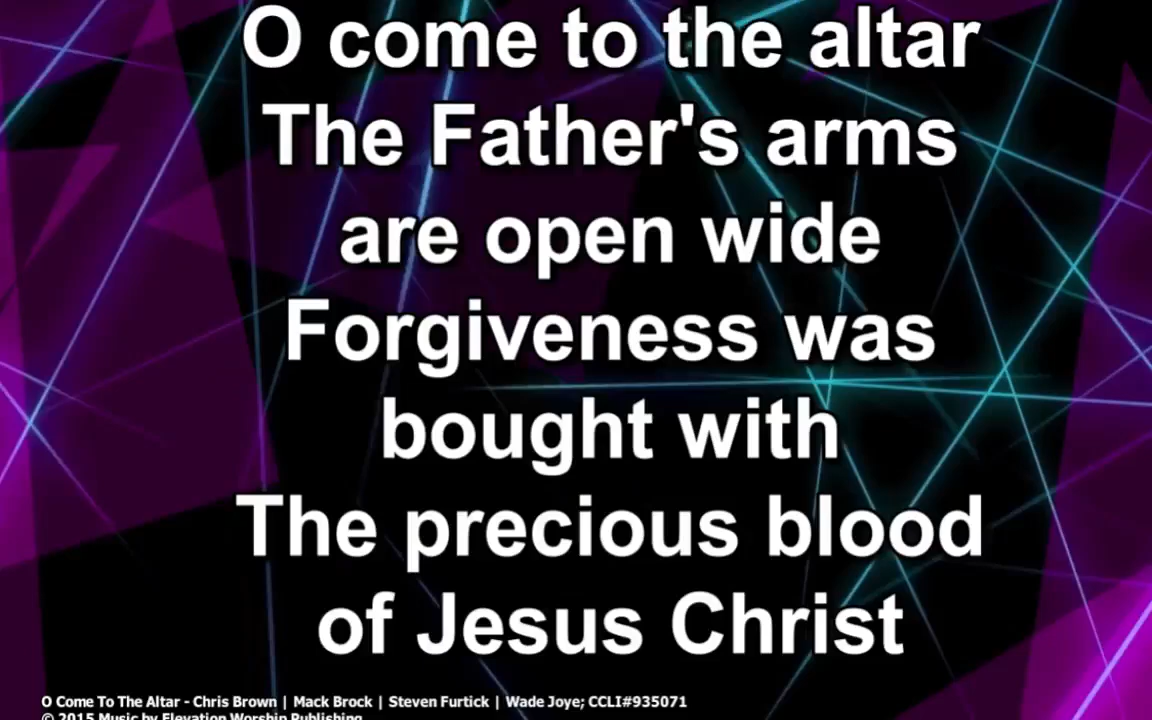 O come to the altar
The Father's arms
are open wide
Forgiveness was
bought with
The precious blood
of Jesus Christ
O Come To The Altar - Chris Brown | Mack Brock | Steven Furtick | Wade Joye; CCLI#935071
© 2015 Music by Elevation Worship Publishing